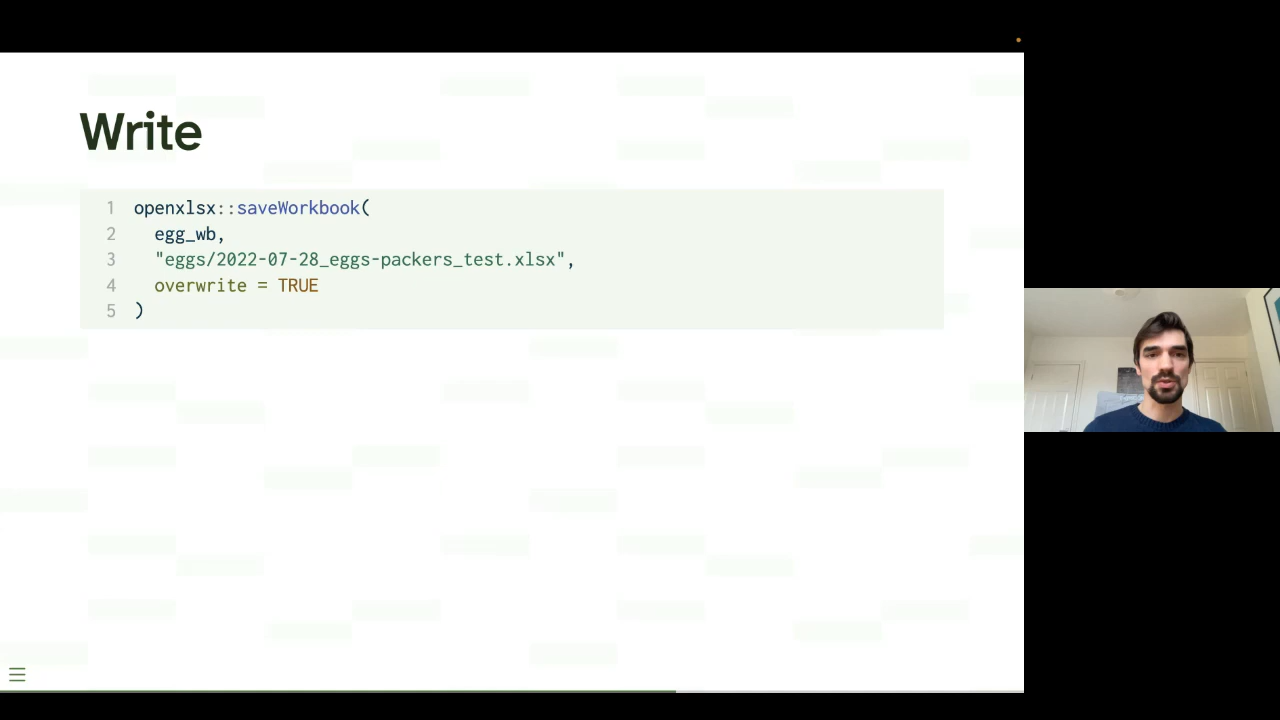 Write
1 openxlsx::saveWorkbook(
2 egg_wb,
3 "eggs/2022-07-28_eggs-packers_test.xlsx",
4 overwrite = TRUE
5 )